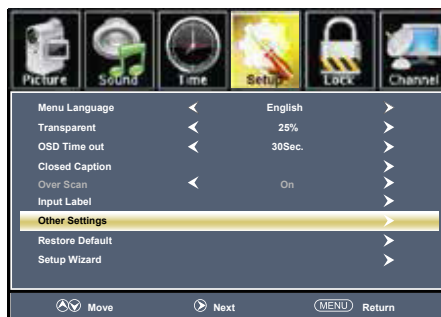 Picture Sound Time Setup Lock Channel
Menu Language English
Transparent 25%
OSD Time out 30Sec.
Closed Caption
Over Scan On
Input Label
Other Settings
Restore Default
Setup Wizard
Move Next MENU Return